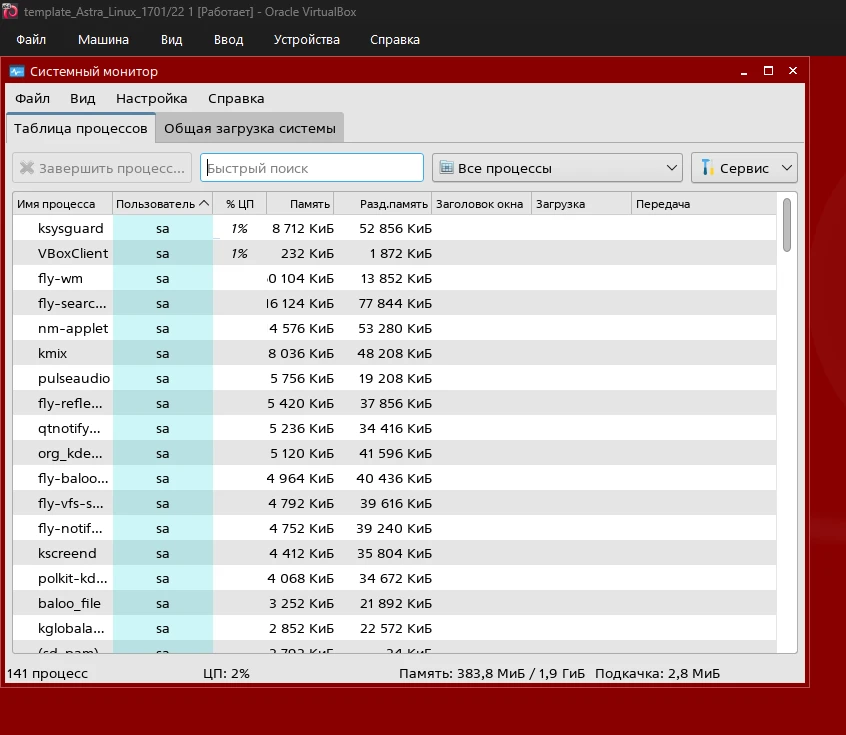 template_Astra_Linux_1701/22 1 [Работает] - Oracle VirtualBox
Файл Машина Вид Ввод Устройства Справка
Системный монитор
Файл Вид Настройка Справка
Таблица процессов Общая загрузка системы
Завершить процесс... Быстрый поиск Все процессы Сервис
Имя процесса Пользователь % ЦП Память Разд.память Заголовок окна Загрузка Передача
ksysguard sa 1% 8 712 КиБ 52 856 КиБ
VBoxClient sa 1% 232 КиБ 1 872 КиБ
fly-wm sa 0 104 КиБ 13 852 КиБ
fly-searc... sa 16 124 КиБ 77 844 КиБ
nm-applet sa 4 576 КиБ 53 280 КиБ
kmix sa 8 036 КиБ 48 208 КиБ
pulseaudio sa 5 756 КиБ 19 208 КиБ
fly-refle... sa 5 420 КиБ 37 856 КиБ
qtnotify... sa 5 236 КиБ 34 416 КиБ
org_kde... sa 5 120 КиБ 41 596 КиБ
fly-baloo... sa 4 964 КиБ 40 436 КиБ
fly-vfs-s... sa 4 792 КиБ 39 616 КиБ
fly-notif... sa 4 752 КиБ 39 240 КиБ
kscreend sa 4 412 КиБ 35 804 КиБ
polkit-kd... sa 4 068 КиБ 34 672 КиБ
baloo_file sa 3 252 КиБ 21 892 КиБ
kglobala... sa 2 852 КиБ 22 572 КиБ
(sd_pam) sa 2 792 КиБ 24 КиБ
141 процесс ЦП: 2% Память: 383,8 МиБ / 1,9 ГиБ Подкачка: 2,8 МиБ